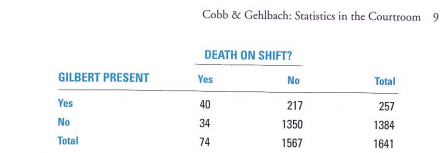 Cobb & Gehlbach: Statistics in the Courtroom 9
DEATH ON SHIFT?
GILBERT PRESENT Yes No Total
Yes 40 217 257
No 34 1350 1384
Total 74 1567 1641